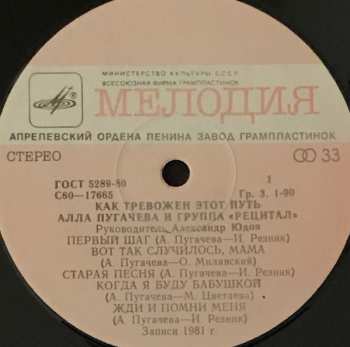 МИНИСТЕРСТВО КУЛЬТУРЫ СССР
ВСЕСОЮЗНАЯ ФИРМА ГРАМПЛАСТИНОК
МЕЛОДИЯ
АПРЕЛЕВСКИЙ ОРДЕНА ЛЕНИНА ЗАВОД ГРАМПЛАСТИНОК
СТЕРЕО 33
ГОСТ 5289-80 1
С80—17665 Гр. 3. 1-90
КАК ТРЕВОЖЕН ЭТОТ ПУТЬ
АЛЛА ПУГАЧЕВА И ГРУППА «РЕЦИТАЛ»
Руководитель Александр Юдов
ПЕРВЫЙ ШАГ (А. Пугачева—И. Резник)
ВОТ ТАК СЛУЧИЛОСЬ, МАМА
(А. Пугачева—О. Милявский)
СТАРАЯ ПЕСНЯ (А. Пугачева—И. Резник)
КОГДА Я БУДУ БАБУШКОЙ
(А. Пугачева—М. Цветаева)
ЖДИ И ПОМНИ МЕНЯ
(А. Пугачева—И. Резник)
Записи 1981 г.